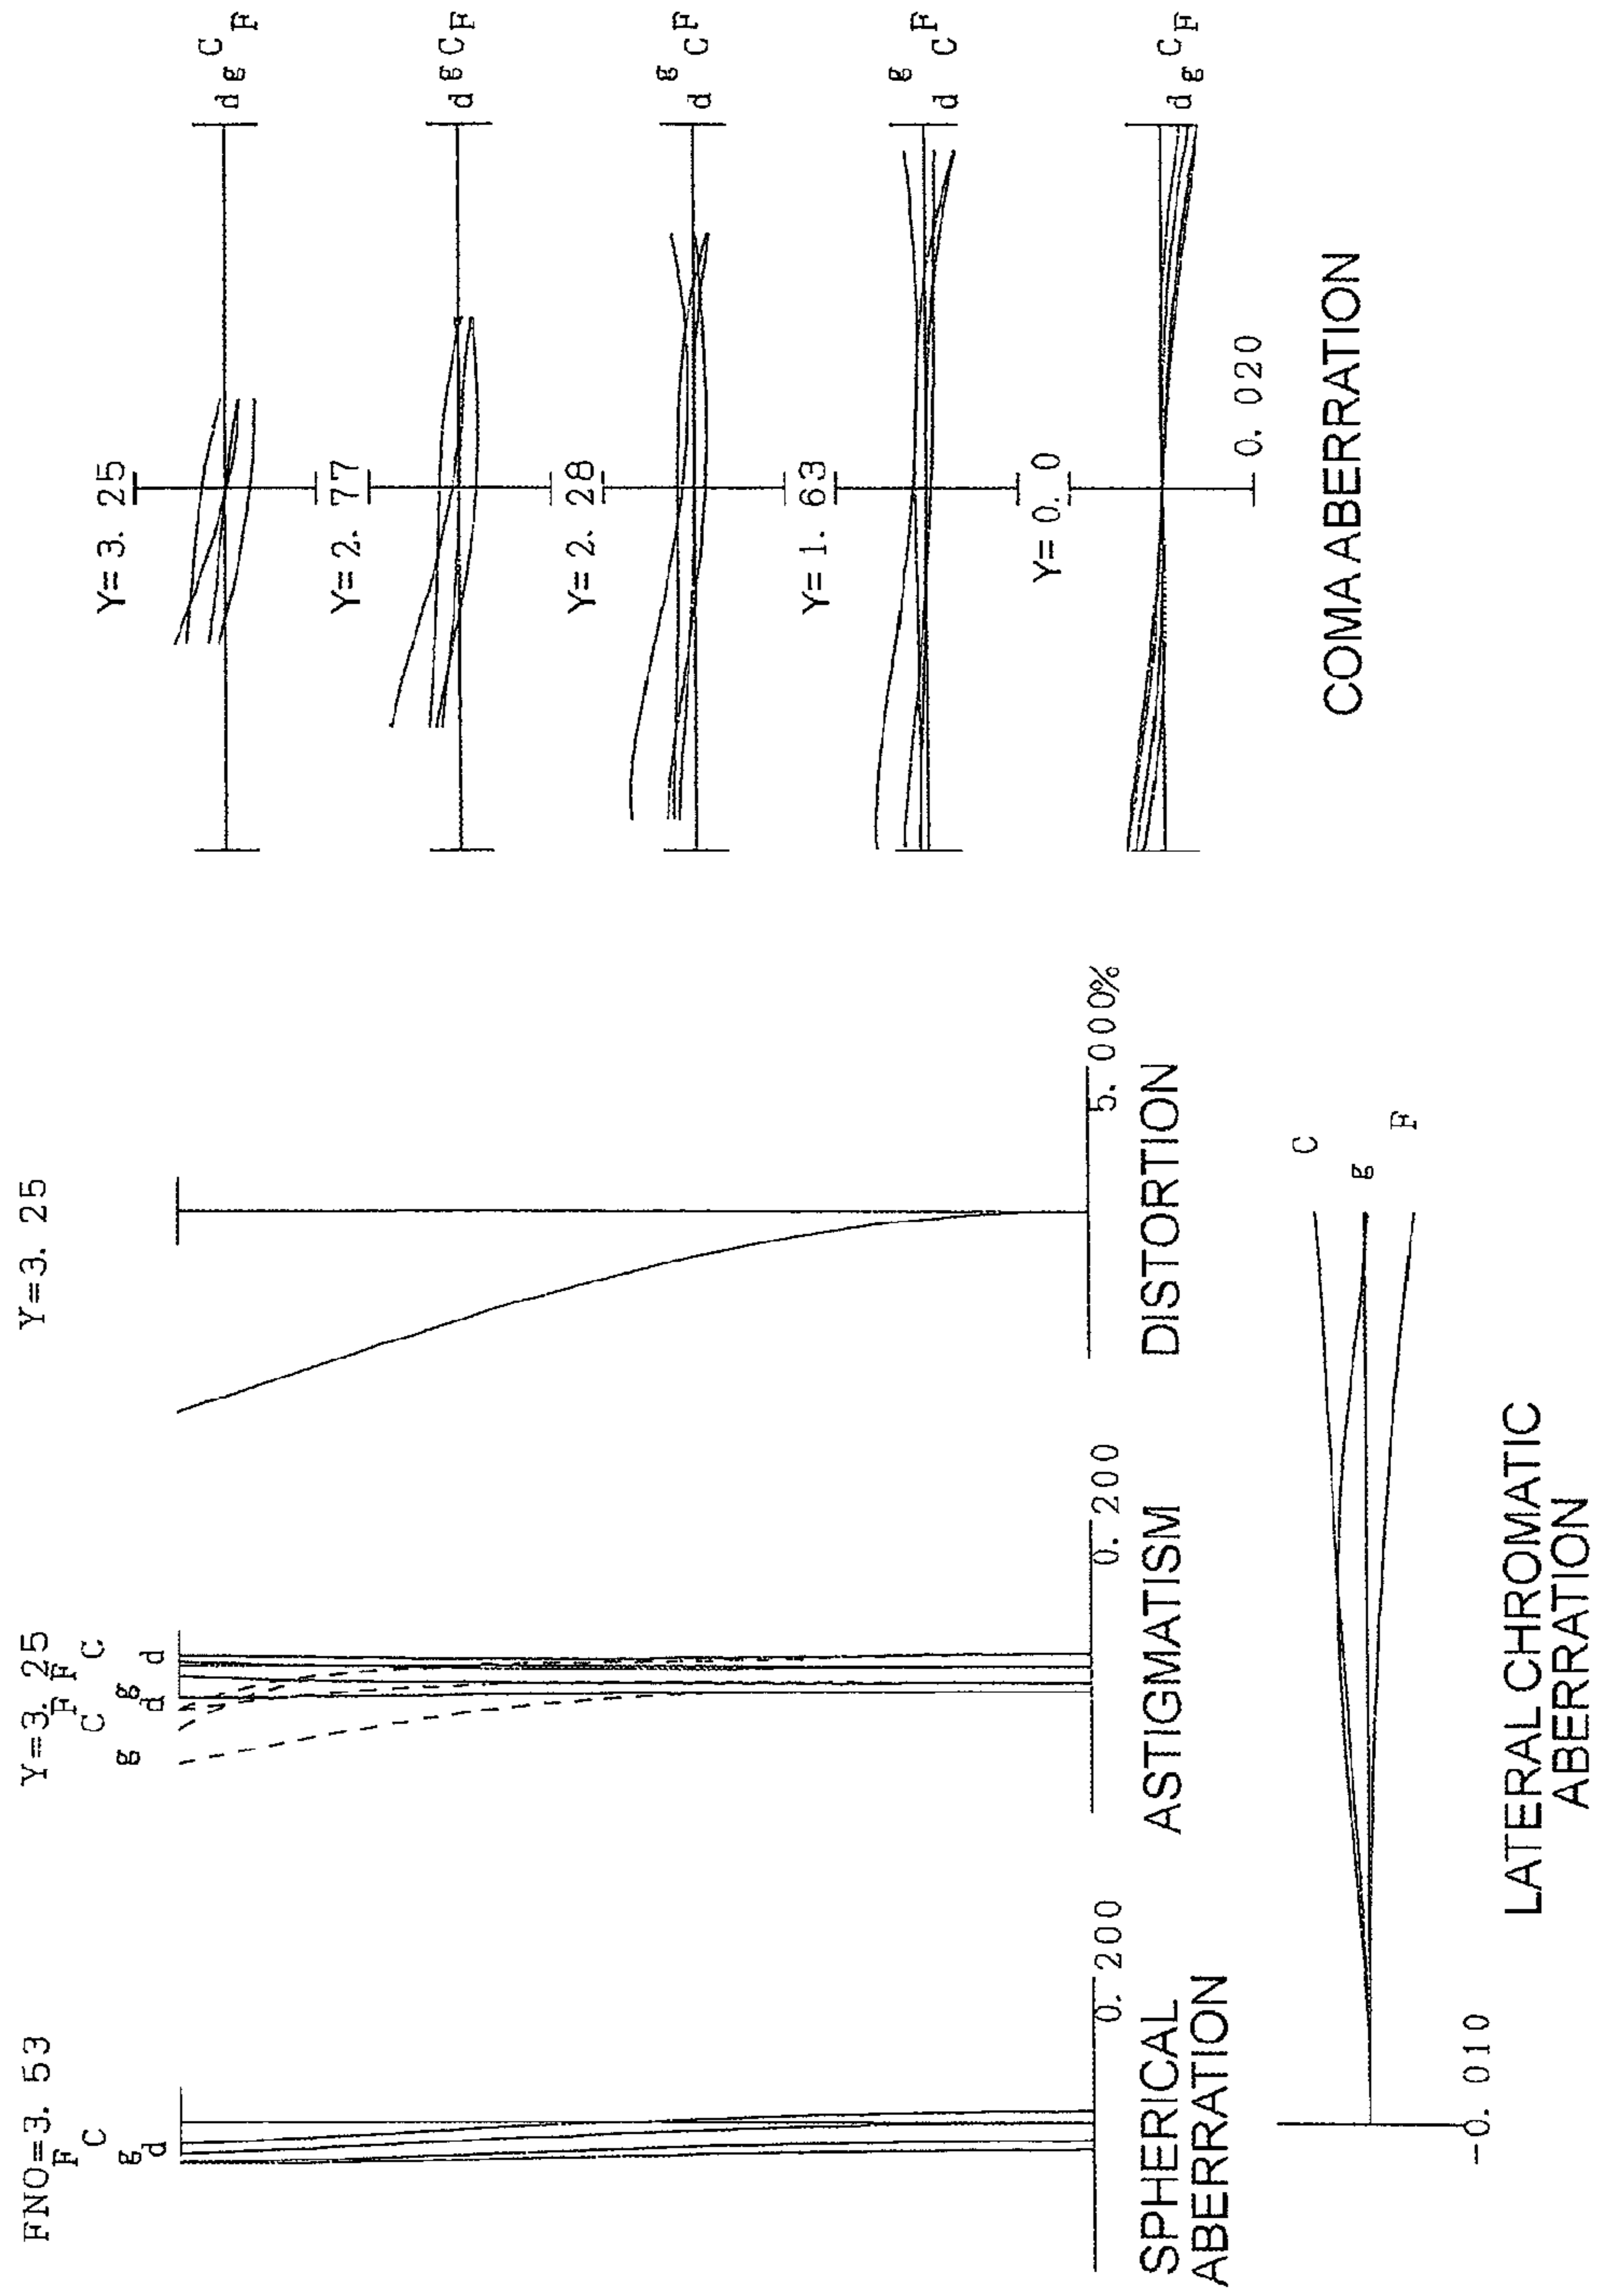 FNO=3. 53
F
C
g
d
0. 200
SPHERICAL
ABERRATION
Y=3. 25
F F
C C
g g
d d
0. 200
ASTIGMATISM
Y=3. 25
5. 000%
DISTORTION
C
g
F
-0. 010
LATERAL CHROMATIC
ABERRATION
Y=3. 25
d g C F
Y=2. 77
d g C F
Y=2. 28
d g C F
Y=1. 63
d g C F
Y=0. 0
d g C F
0. 020
COMA ABERRATION